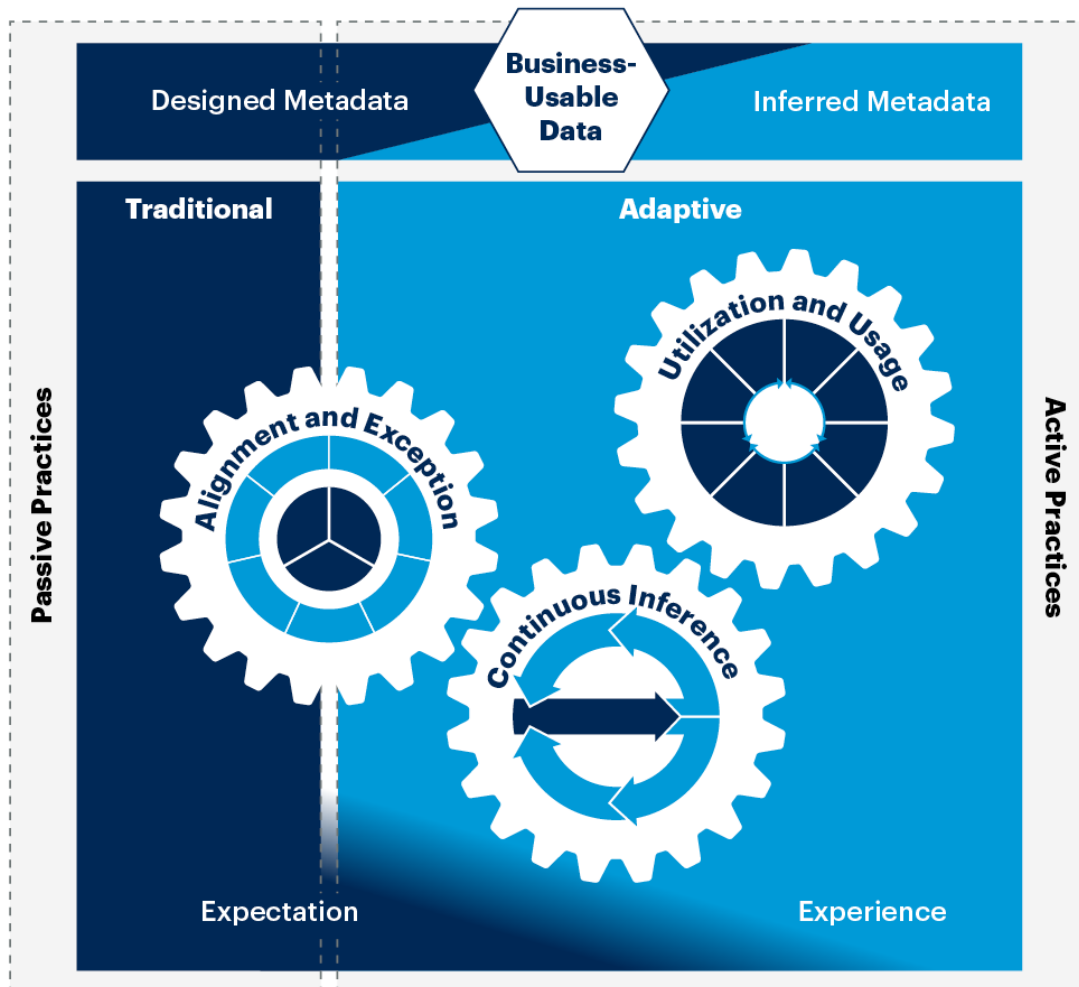 Business-
Usable
Data
Designed Metadata
Inferred Metadata
Traditional
Adaptive
Passive Practices
Utilization and Usage
Alignment and Exception
Continuous Inference
Active Practices
Expectation
Experience